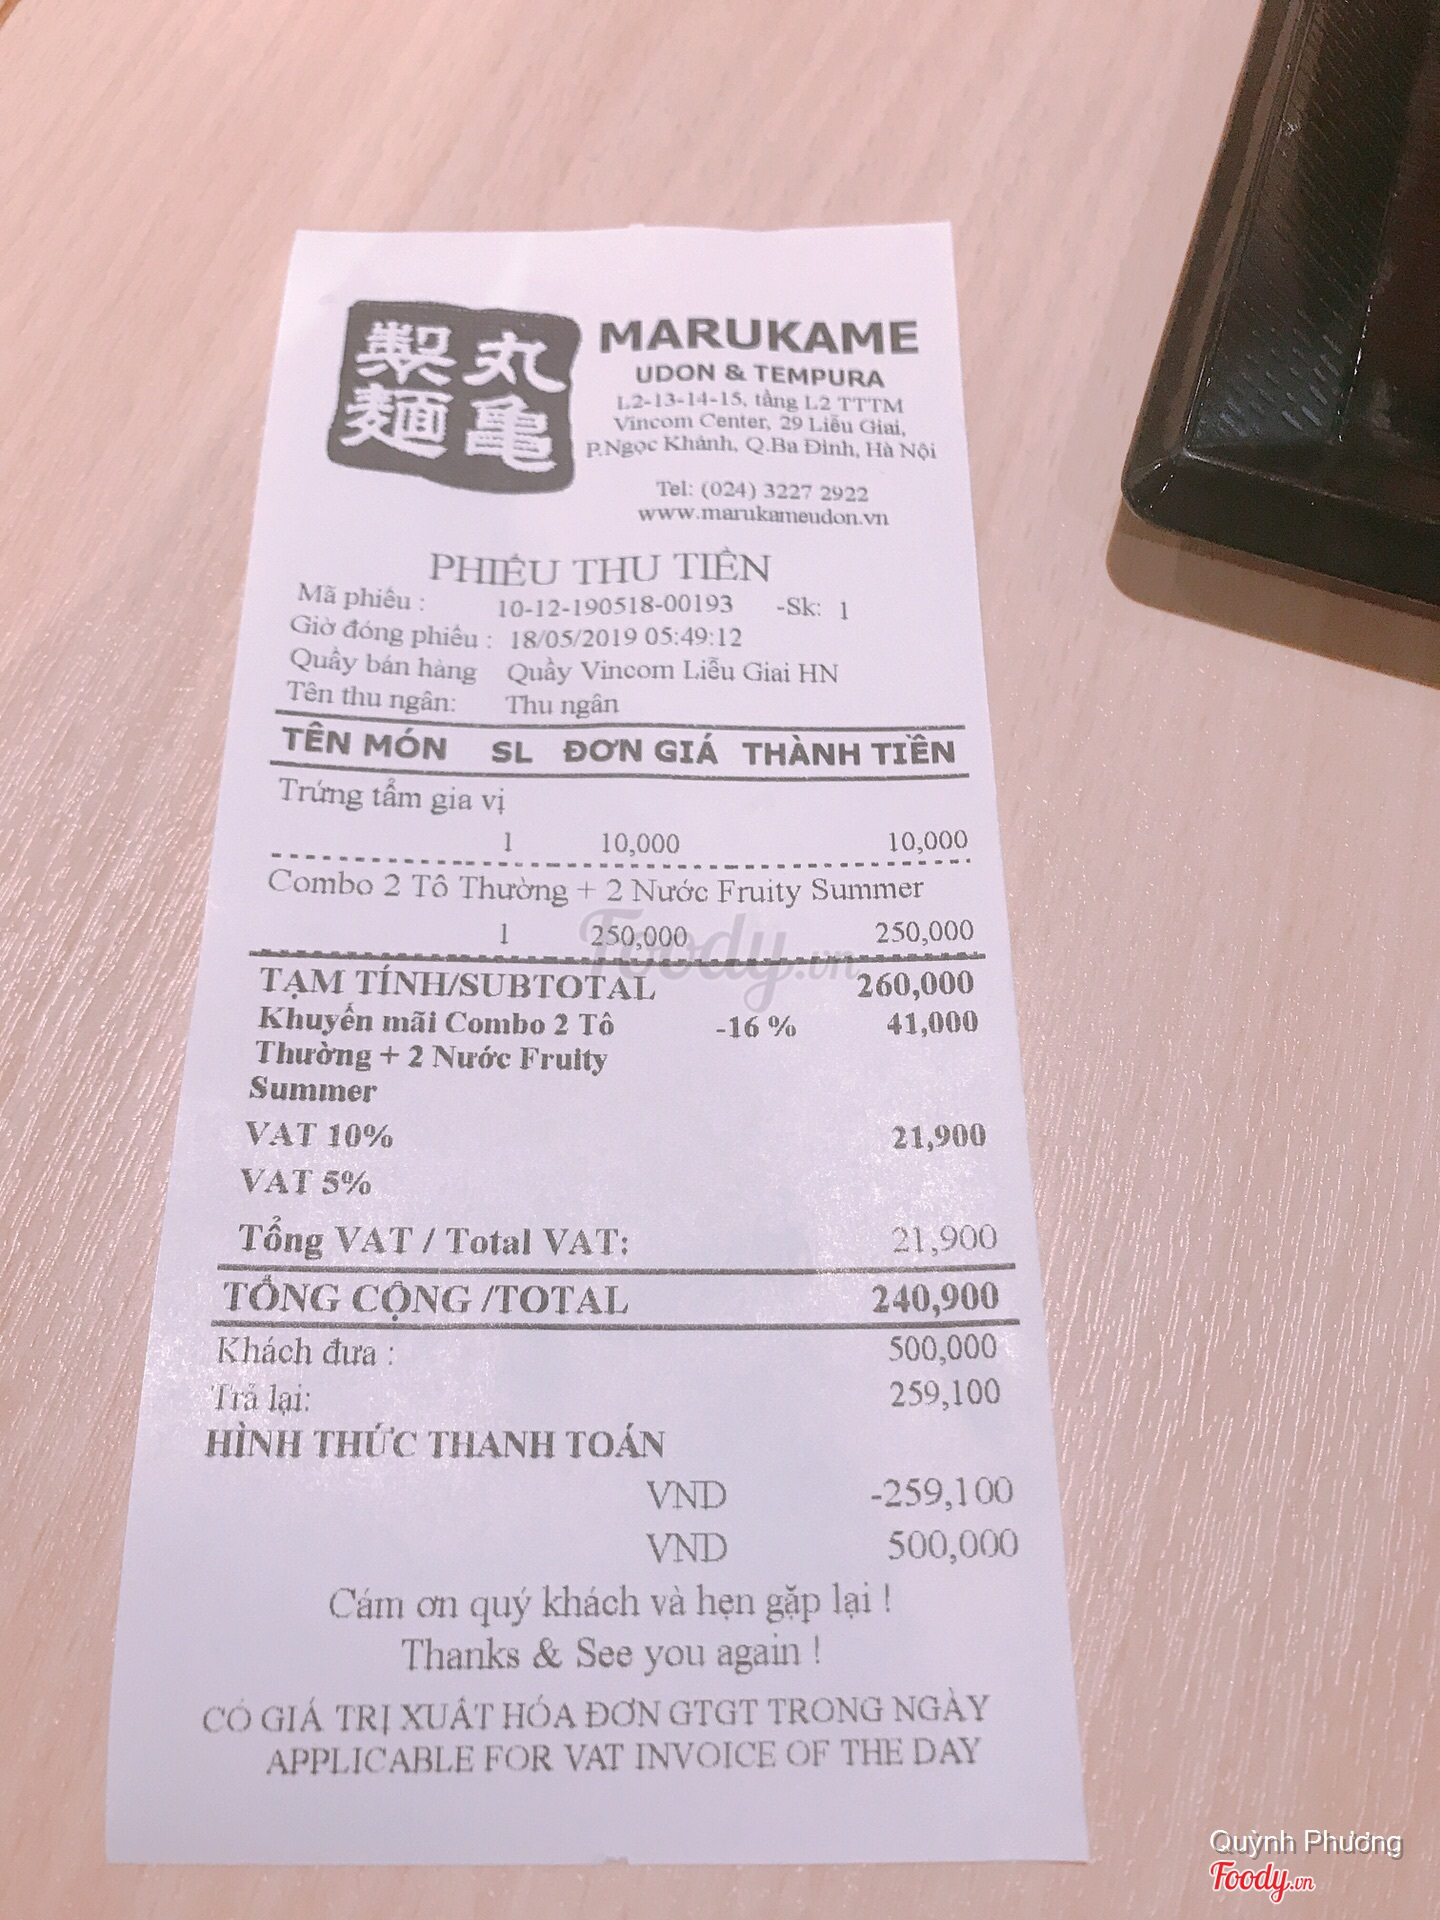 丸亀
製麺
MARUKAME
UDON & TEMPURA
L2-13-14-15, tầng L2 TTTM
Vincom Center, 29 Liễu Giai,
P.Ngọc Khánh, Q.Ba Đình, Hà Nội
Tel: (024) 3227 2922
www.marukameudon.vn
PHIẾU THU TIỀN
Mã phiếu : 10-12-190518-00193 -Sk: 1
Giờ đóng phiếu : 18/05/2019 05:49:12
Quầy bán hàng Quầy Vincom Liễu Giai HN
Tên thu ngân: Thu ngân
TÊN MÓN SL ĐƠN GIÁ THÀNH TIỀN
Trứng tẩm gia vị
1 10,000 10,000
Combo 2 Tô Thường + 2 Nước Fruity Summer
1 250,000 250,000
Foody.vn
TẠM TÍNH/SUBTOTAL 260,000
Khuyến mãi Combo 2 Tô -16 % 41,000
Thường + 2 Nước Fruity
Summer
VAT 10% 21,900
VAT 5%
Tổng VAT / Total VAT: 21,900
TỔNG CỘNG /TOTAL 240,900
Khách đưa : 500,000
Trả lại: 259,100
HÌNH THỨC THANH TOÁN
VND -259,100
VND 500,000
Cám ơn quý khách và hẹn gặp lại !
Thanks & See you again !
CÓ GIÁ TRỊ XUẤT HÓA ĐƠN GTGT TRONG NGÀY
APPLICABLE FOR VAT INVOICE OF THE DAY
Quỳnh Phương
Foody.vn